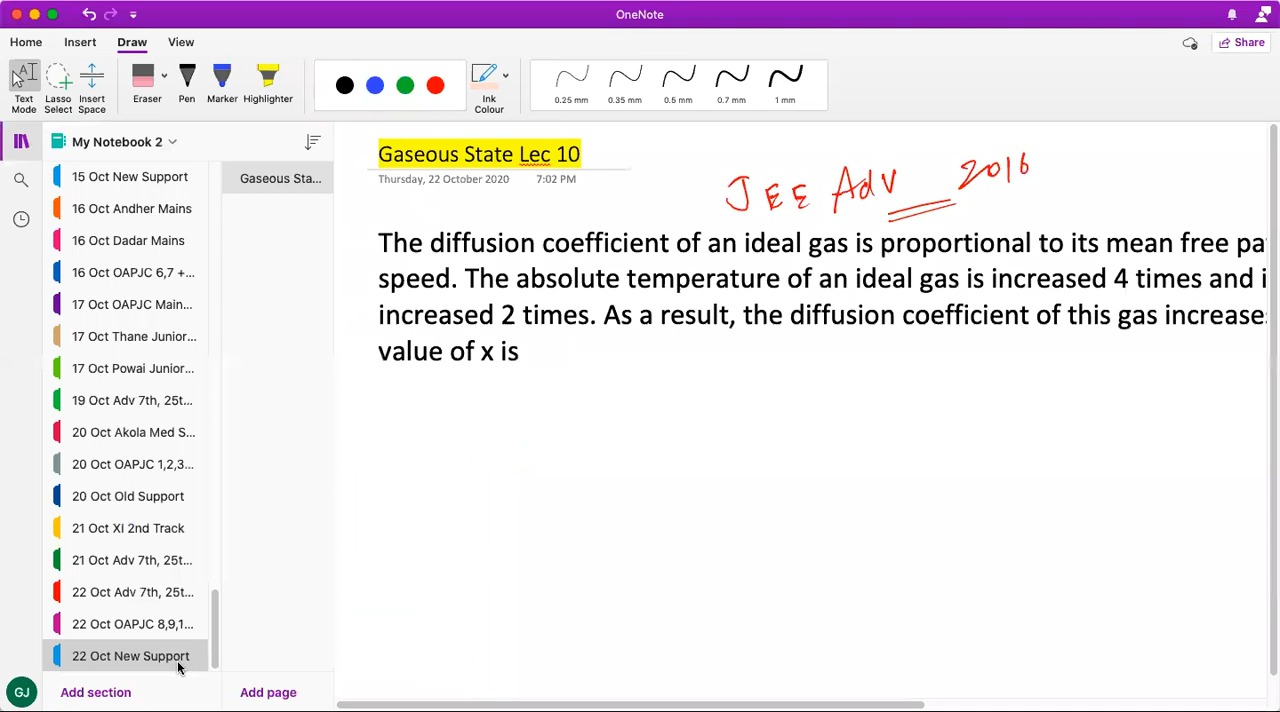 OneNote
Home
Insert
Draw
View
Share
Text Mode
Lasso Select
Insert Space
Eraser
Pen
Marker
Highlighter
Ink Colour
0.25 mm
0.35 mm
0.5 mm
0.7 mm
1 mm
My Notebook 2
15 Oct New Support
16 Oct Andher Mains
16 Oct Dadar Mains
16 Oct OAPJC 6,7 +...
17 Oct OAPJC Main...
17 Oct Thane Junior...
17 Oct Powai Junior...
19 Oct Adv 7th, 25t...
20 Oct Akola Med S...
20 Oct OAPJC 1,2,3...
20 Oct Old Support
21 Oct XI 2nd Track
21 Oct Adv 7th, 25t...
22 Oct Adv 7th, 25t...
22 Oct OAPJC 8,9,1...
22 Oct New Support
Add section
GJ
Gaseous Sta...
Add page
Gaseous State Lec 10
Thursday, 22 October 2020 7:02 PM
JEE Adv 2016
The diffusion coefficient of an ideal gas is proportional to its mean free pa
speed. The absolute temperature of an ideal gas is increased 4 times and i
increased 2 times. As a result, the diffusion coefficient of this gas increase
value of x is